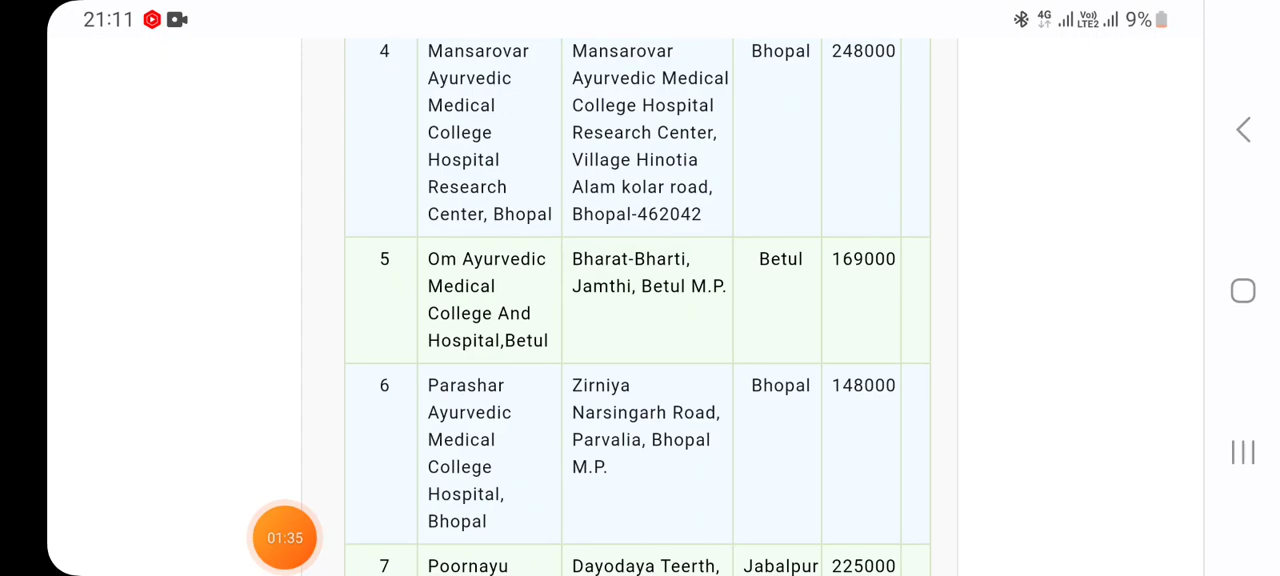 21:11
4G
Vo))
LTE2
9%
4
Mansarovar
Ayurvedic
Medical
College
Hospital
Research
Center, Bhopal
Mansarovar
Ayurvedic Medical
College Hospital
Research Center,
Village Hinotia
Alam kolar road,
Bhopal-462042
Bhopal
248000
5
Om Ayurvedic
Medical
College And
Hospital,Betul
Bharat-Bharti,
Jamthi, Betul M.P.
Betul
169000
6
Parashar
Ayurvedic
Medical
College
Hospital,
Bhopal
Zirniya
Narsingarh Road,
Parvalia, Bhopal
M.P.
Bhopal
148000
01:35
7
Poornayu
Dayodaya Teerth,
Jabalpur
225000